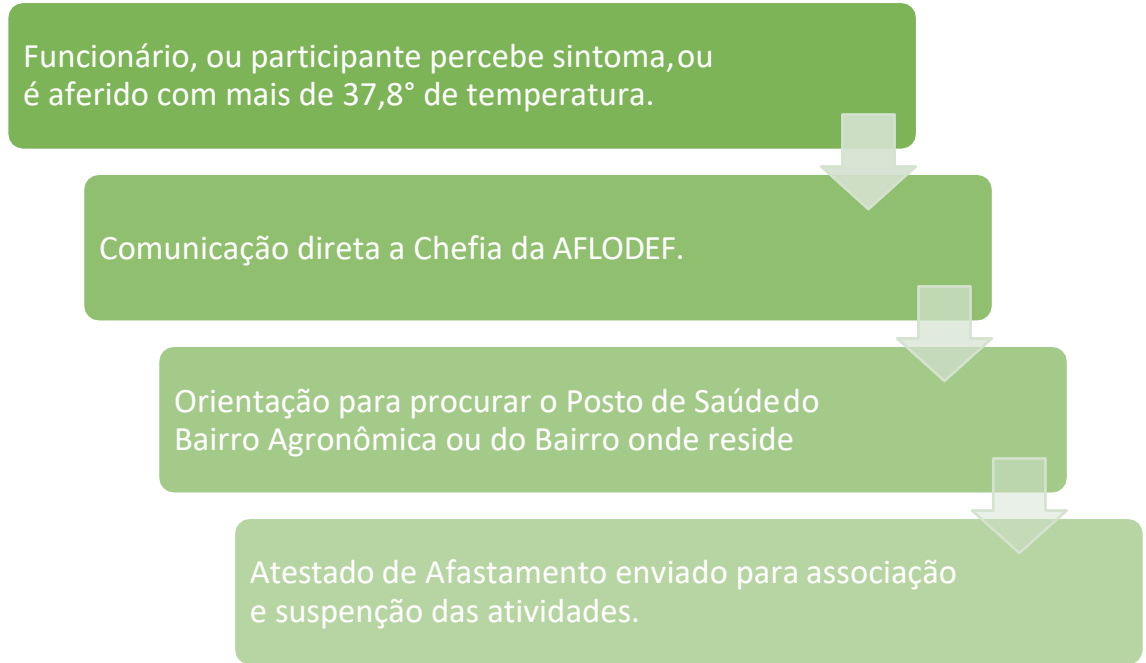 Funcionário, ou participante percebe sintoma, ou
é aferido com mais de 37,8° de temperatura.
Comunicação direta a Chefia da AFLODEF.
Orientação para procurar o Posto de Saúde do
Bairro Agronômica ou do Bairro onde reside
Atestado de Afastamento enviado para associação
e suspenção das atividades.